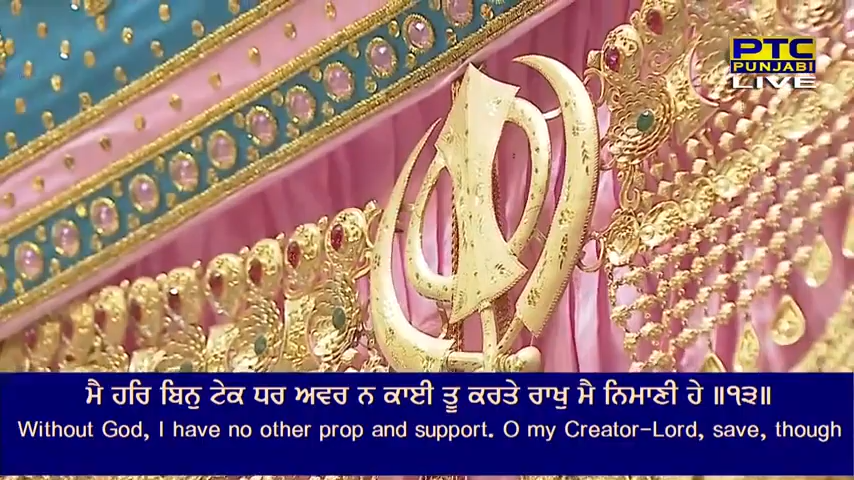 PTC
PUNJABI
LIVE
ਮੈ ਹਰਿ ਬਿਨੁ ਟੇਕ ਧਰ ਅਵਰ ਨ ਕਾਈ ਤੂ ਕਰਤੇ ਰਾਖੁ ਮੈ ਨਿਮਾਣੀ ਹੇ ॥੧੩॥
Without God, I have no other prop and support. O my Creator-Lord, save, though